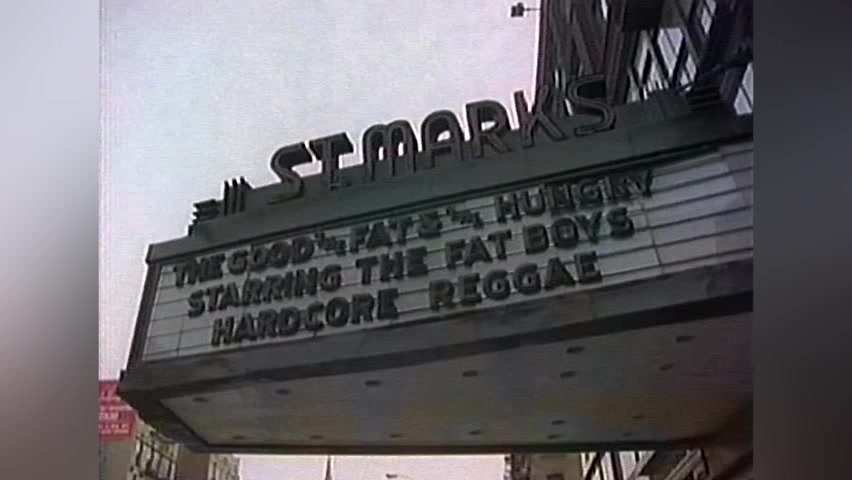 ST. MARKS
THE GOOD THE FAT & THE HUNGRY
STARRING THE FAT BOYS
HARDCORE REGGAE